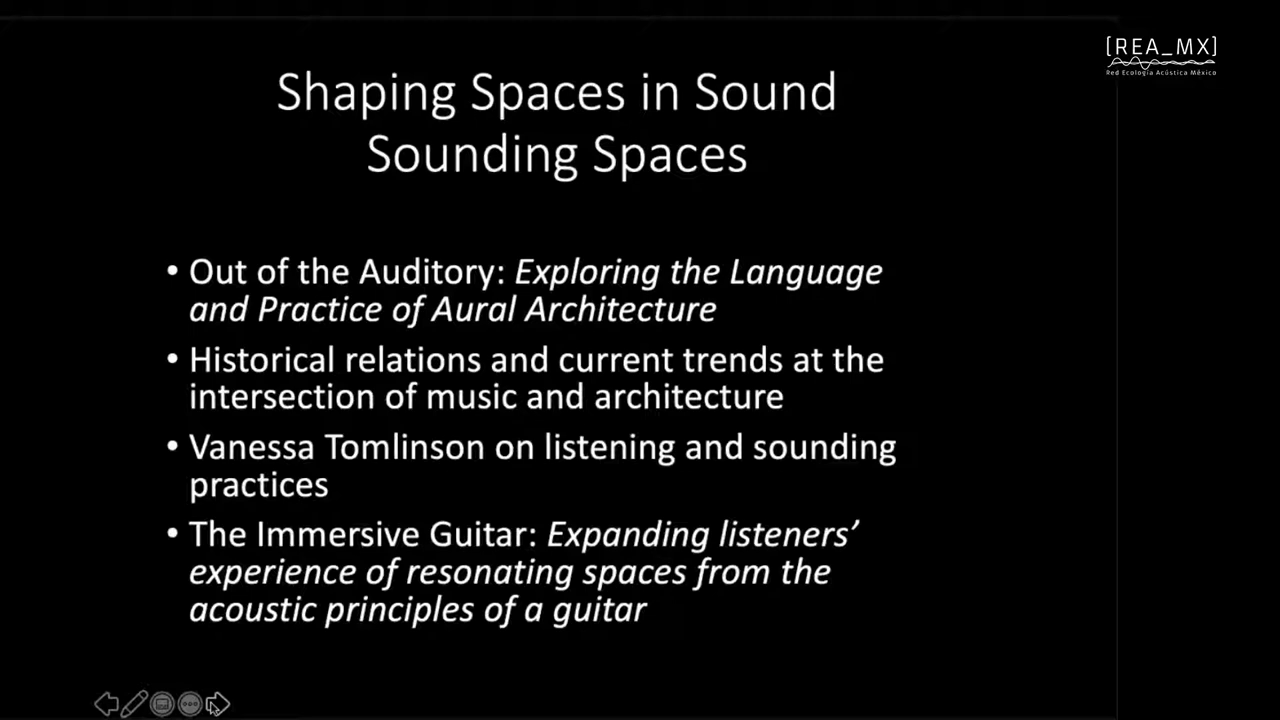 [REA_MX]
Red Ecología Acústica México
Shaping Spaces in Sound
Sounding Spaces
• Out of the Auditory: Exploring the Language
and Practice of Aural Architecture
• Historical relations and current trends at the
intersection of music and architecture
• Vanessa Tomlinson on listening and sounding
practices
• The Immersive Guitar: Expanding listeners’
experience of resonating spaces from the
acoustic principles of a guitar